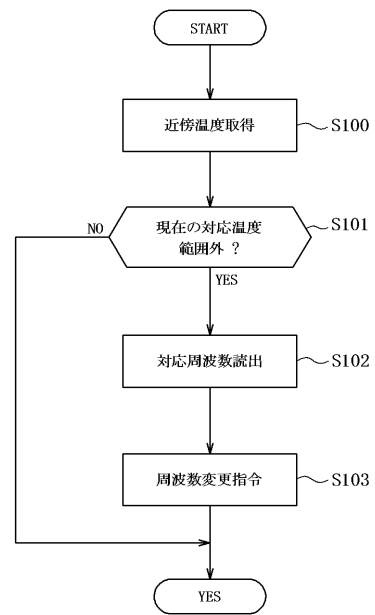 START
近傍温度取得
S100
現在の対応温度
範囲外 ?
S101
NO
YES
対応周波数読出
S102
周波数変更指令
S103
YES